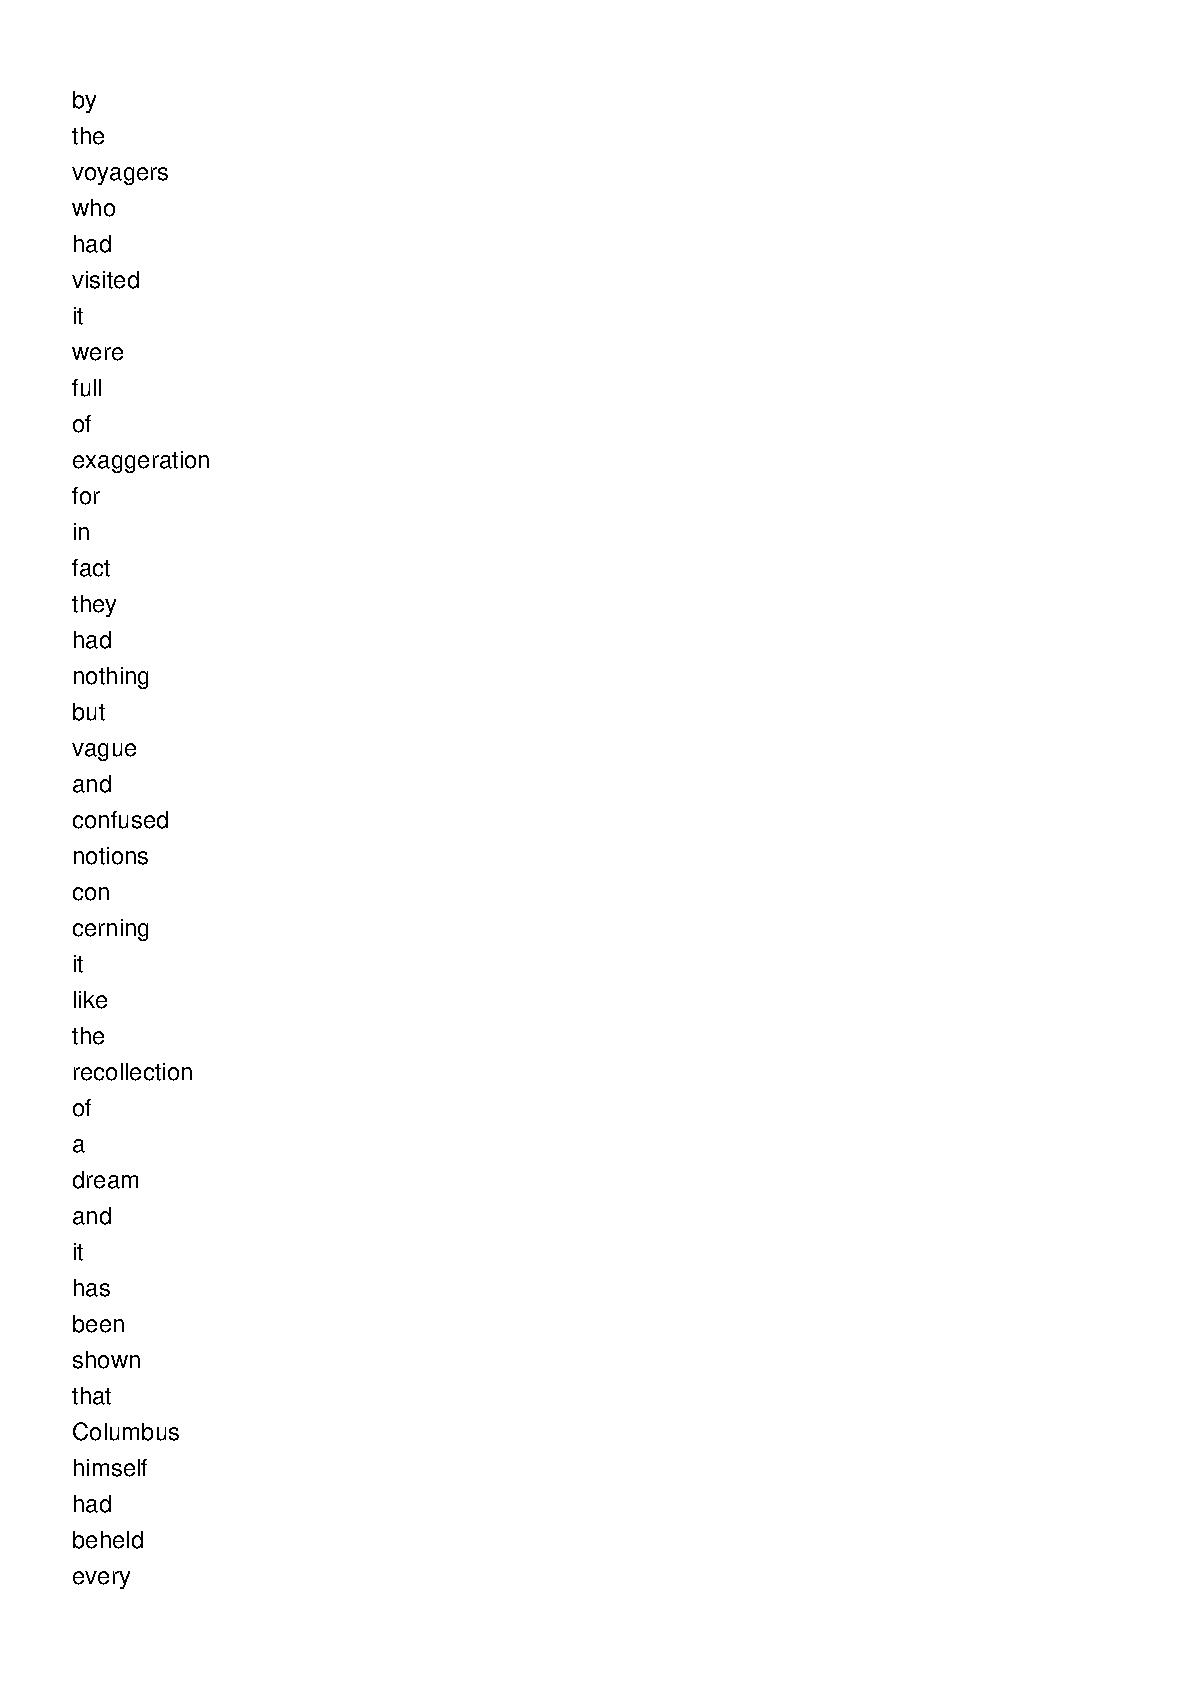 by
the
voyagers
who
had
visited
it
were
full
of
exaggeration
for
in
fact
they
had
nothing
but
vague
and
confused
notions
con
cerning
it
like
the
recollection
of
a
dream
and
it
has
been
shown
that
Columbus
himself
had
beheld
every